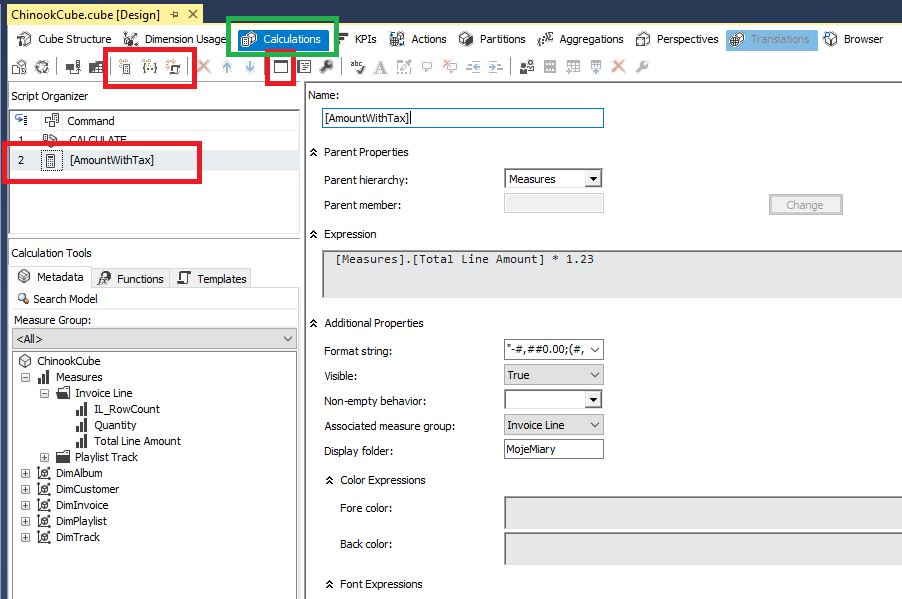 ChinookCube.cube [Design]
Cube Structure Dimension Usage Calculations KPIs Actions Partitions Aggregations Perspectives Translations Browser
Script Organizer
Command
1 CALCULATE
2 [AmountWithTax]
Calculation Tools
Metadata Functions Templates
Search Model
Measure Group:
<All>
ChinookCube
Measures
Invoice Line
IL_RowCount
Quantity
Total Line Amount
Playlist Track
DimAlbum
DimCustomer
DimInvoice
DimPlaylist
DimTrack
Name:
[AmountWithTax]
Parent Properties
Parent hierarchy: Measures
Parent member: Change
Expression
[Measures].[Total Line Amount] * 1.23
Additional Properties
Format string: "-#,##0.00;(#,
Visible: True
Non-empty behavior:
Associated measure group: Invoice Line
Display folder: MojeMiary
Color Expressions
Fore color:
Back color:
Font Expressions